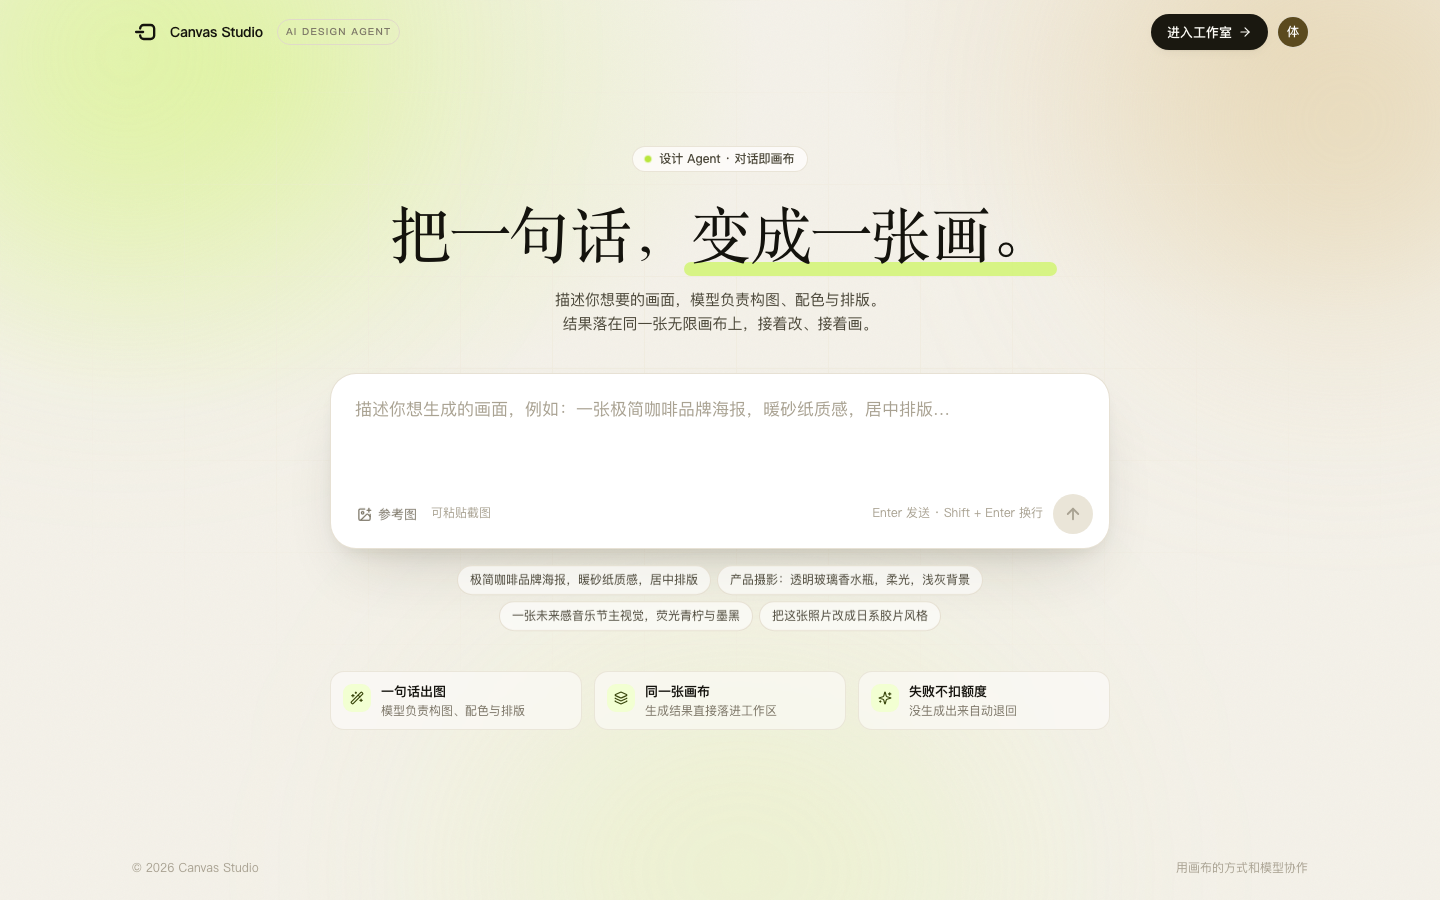 Canvas Studio
AI DESIGN AGENT
进入工作室
体
设计 Agent · 对话即画布
把一句话，变成一张画。
描述你想要的画面，模型负责构图、配色与排版。
结果落在同一张无限画布上，接着改、接着画。
描述你想生成的画面，例如：一张极简咖啡品牌海报，暖砂纸质感，居中排版…
参考图
可粘贴截图
Enter 发送 · Shift + Enter 换行
极简咖啡品牌海报，暖砂纸质感，居中排版
产品摄影：透明玻璃香水瓶，柔光，浅灰背景
一张未来感音乐节主视觉，荧光青柠与墨黑
把这张照片改成日系胶片风格
一句话出图
模型负责构图、配色与排版
同一张画布
生成结果直接落进工作区
失败不扣额度
没生成出来自动退回
© 2026 Canvas Studio
用画布的方式和模型协作